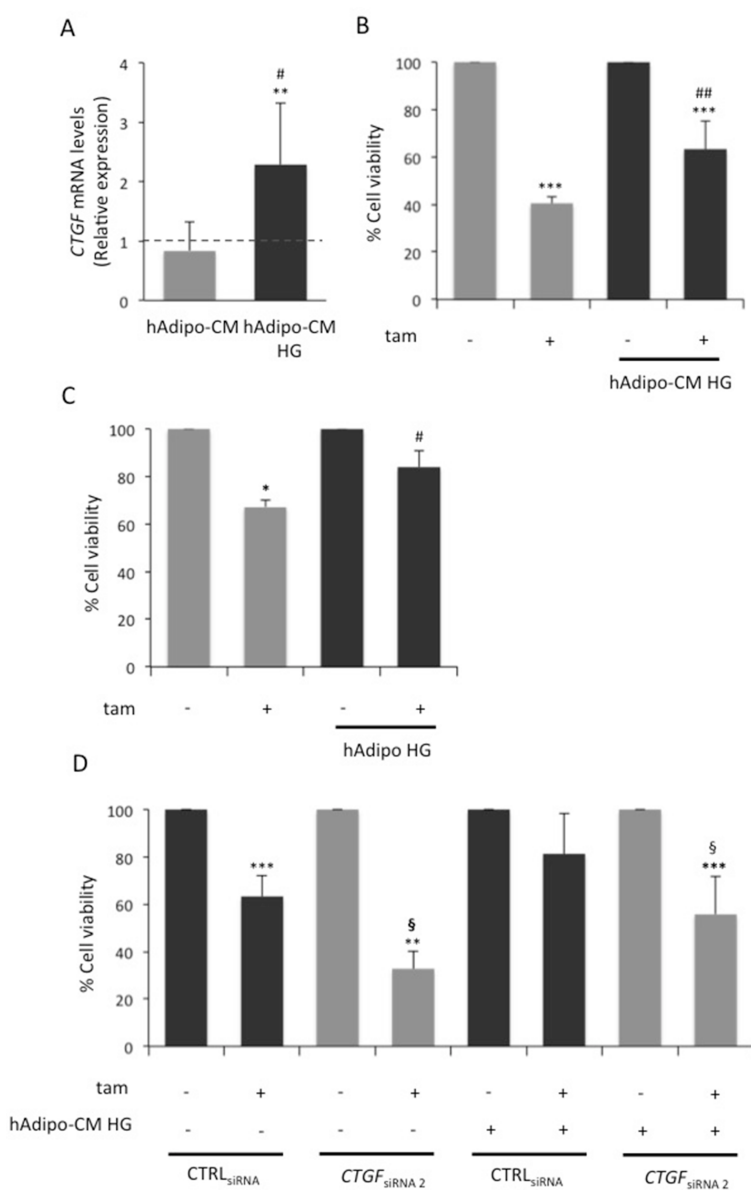 A
CTGF mRNA levels
(Relative expression)
4
3
2
1
0
#
**
hAdipo-CM hAdipo-CM
HG
B
% Cell viability
100
80
60
40
20
0
***
##
***
tam - + - +
hAdipo-CM HG
C
% Cell viability
100
80
60
40
20
0
*
#
tam - + - +
hAdipo HG
D
% Cell viability
100
80
60
40
20
0
***
§
**
§
***
tam - + - + - + - +
hAdipo-CM HG - - - - + + + +
CTRLsiRNA CTGFsiRNA 2 CTRLsiRNA CTGFsiRNA 2